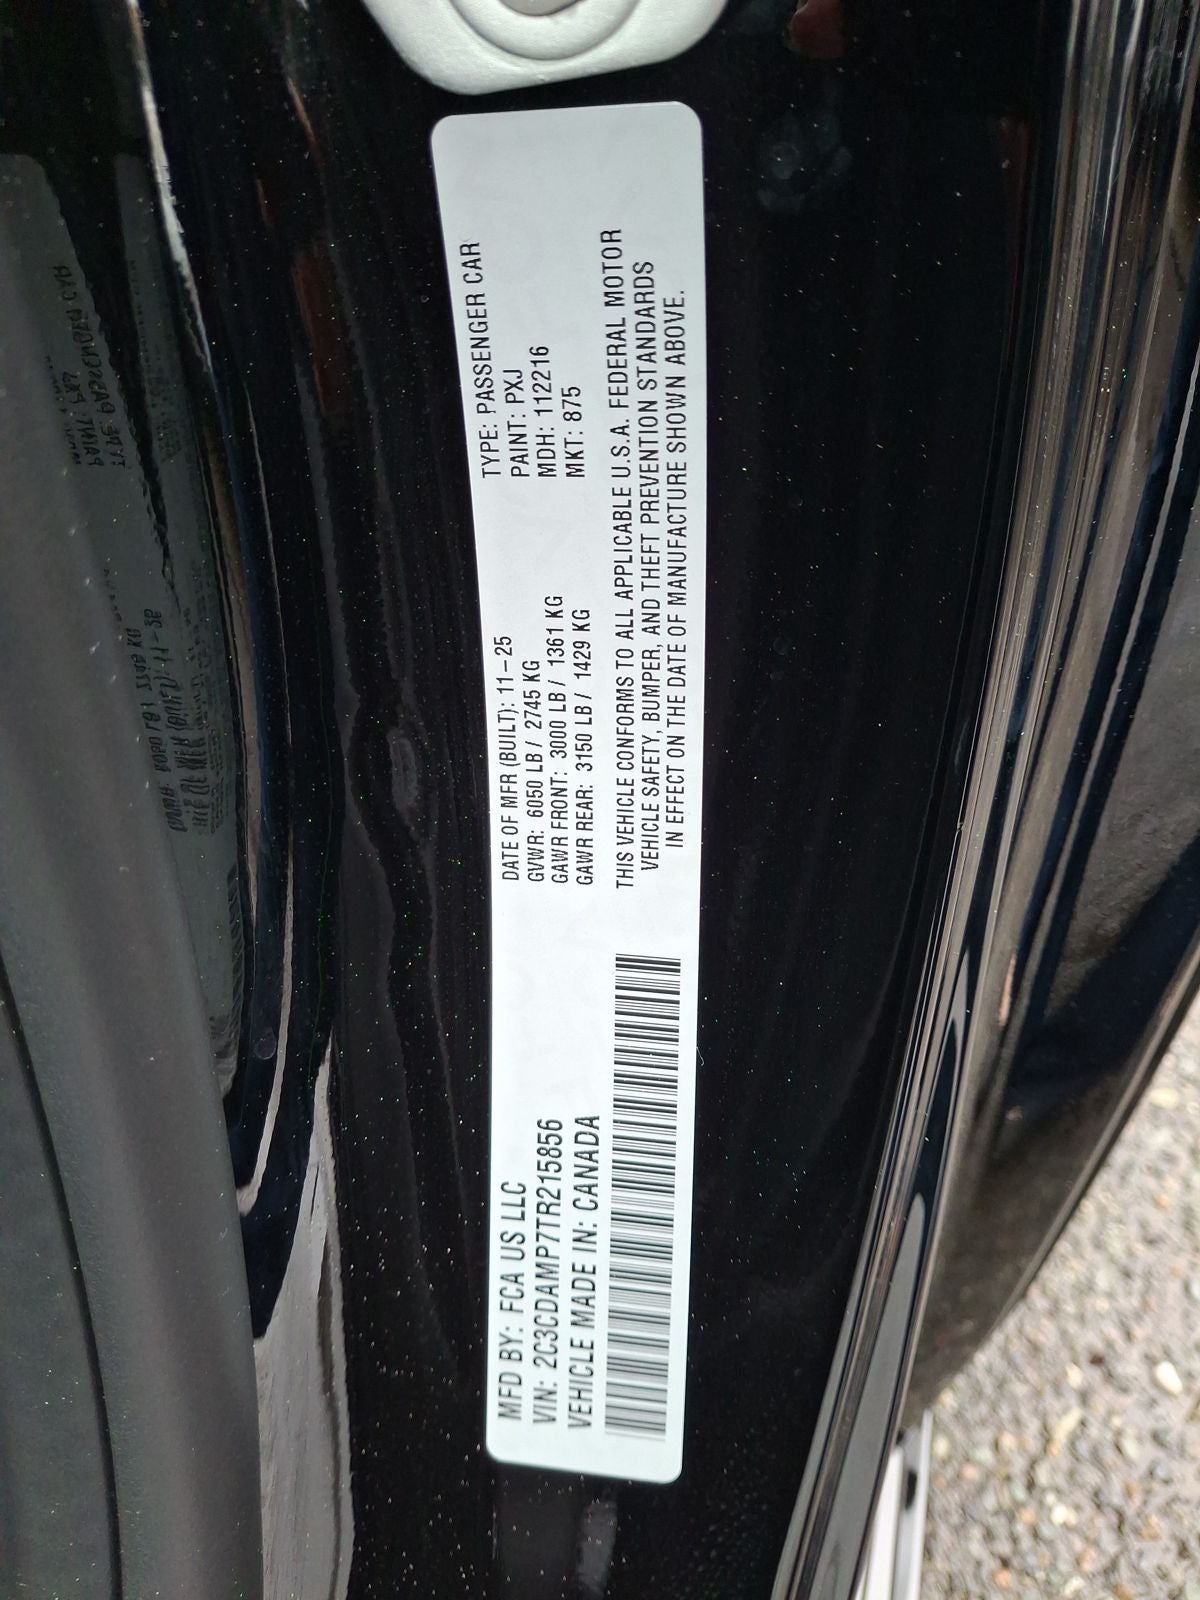 MFD BY: FCA US LLC
VIN: 2C3CDAMP7TR215856
VEHICLE MADE IN: CANADA
DATE OF MFR (BUILT): 11-25
GVWR: 6050 LB / 2745 KG
GAWR FRONT: 3000 LB / 1361 KG
GAWR REAR: 3150 LB / 1429 KG
TYPE: PASSENGER CAR
PAINT: PXJ
MDH: 112216
MKT: 875
THIS VEHICLE CONFORMS TO ALL APPLICABLE U.S.A. FEDERAL MOTOR
VEHICLE SAFETY, BUMPER, AND THEFT PREVENTION STANDARDS
IN EFFECT ON THE DATE OF MANUFACTURE SHOWN ABOVE.